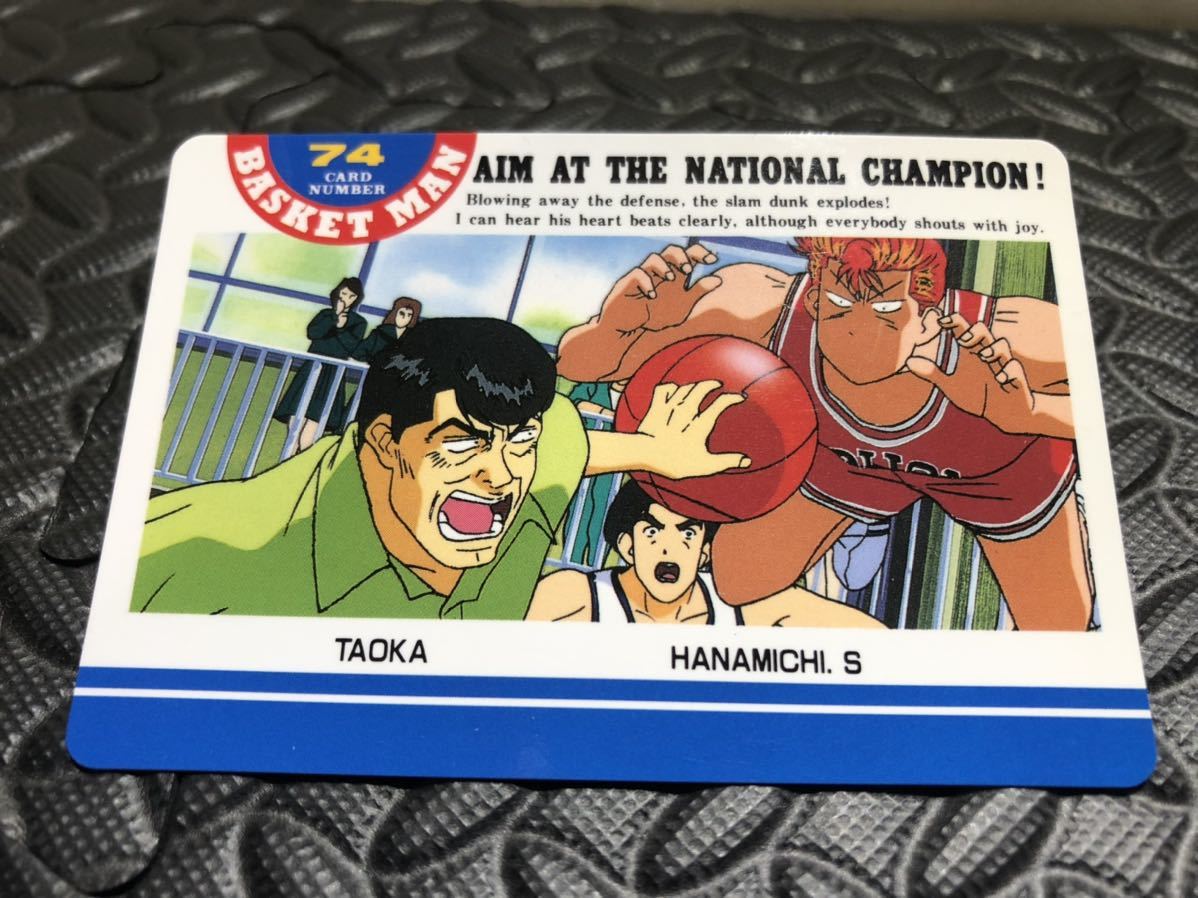 74
CARD
NUMBER
BASKET MAN
AIM AT THE NATIONAL CHAMPION!
Blowing away the defense, the slam dunk explodes!
I can hear his heart beats clearly, although everybody shouts with joy.
TAOKA
HANAMICHI. S